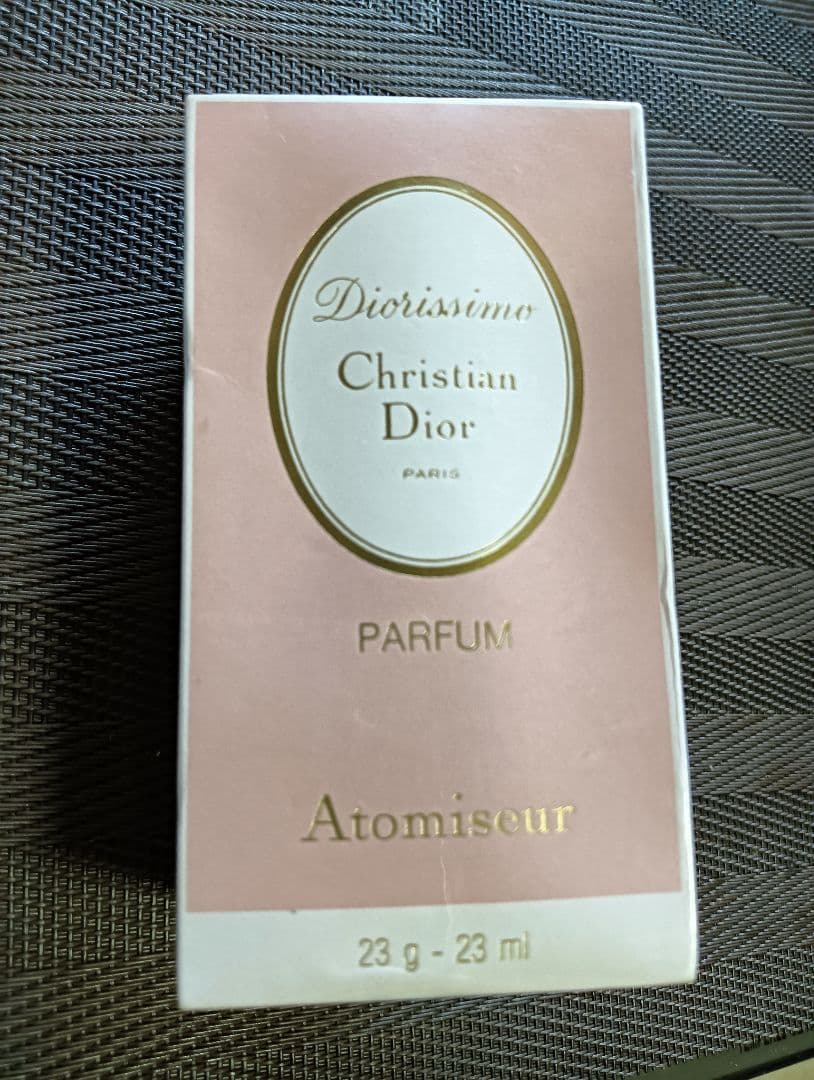 Diorissimo
Christian
Dior
PARIS
PARFUM
Atomiseur
23 g - 23 ml